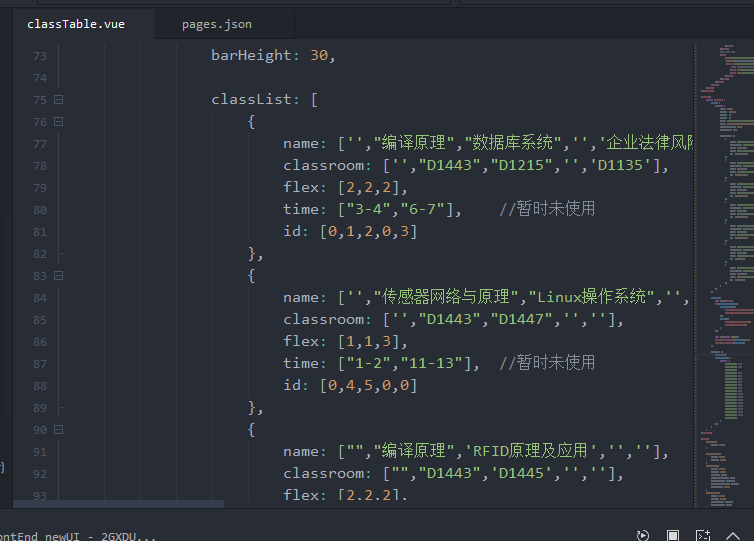 classTable.vue pages.json
73 barHeight: 30,
74
75 classList: [
76 {
77 name: ['',"编译原理","数据库系统",'','企业法律风
78 classroom: ['',"D1443","D1215",'','D1135'],
79 flex: [2,2,2],
80 time: ["3-4","6-7"], //暂时未使用
81 id: [0,1,2,0,3]
82 },
83 {
84 name: ['',"传感器网络与原理","Linux操作系统",'',
85 classroom: ['',"D1443","D1447",'',''],
86 flex: [1,1,3],
87 time: ["1-2","11-13"], //暂时未使用
88 id: [0,4,5,0,0]
89 },
90 {
91 name: ["","编译原理",'RFID原理及应用','',''],
92 classroom: ["","D1443",'D1445','',''],
93 flex: [2,2,2],
ontEnd newUI - 2GXDU...